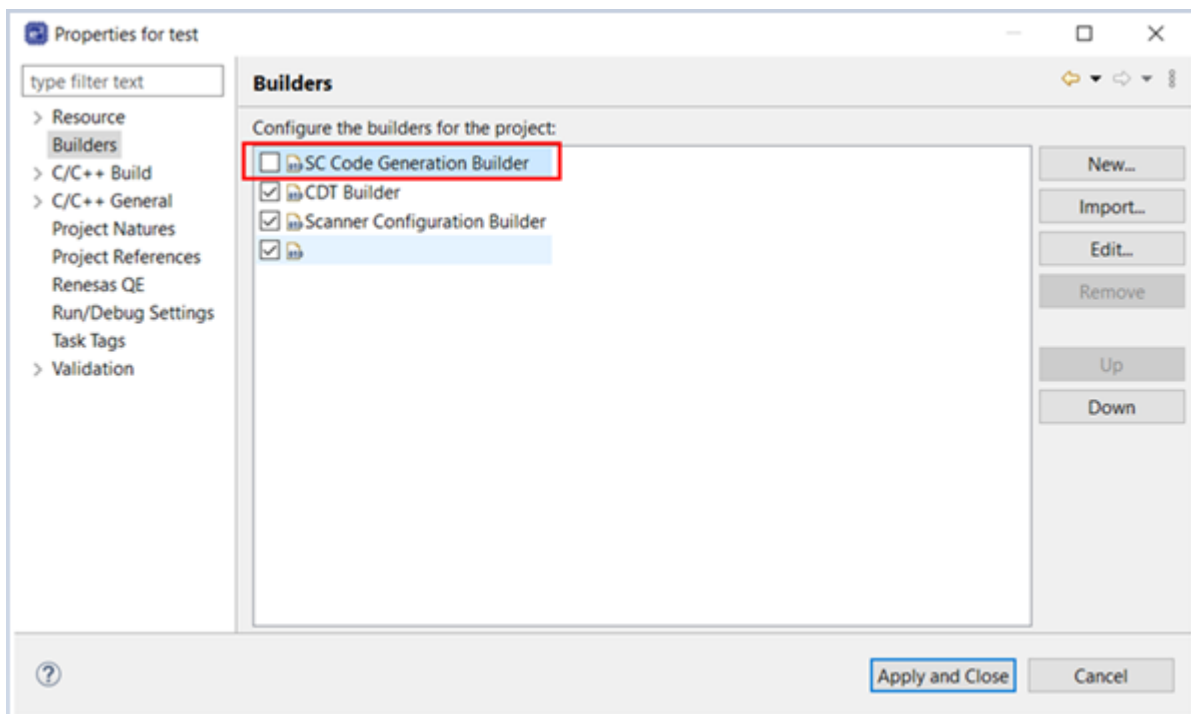 Properties for test
type filter text
Resource
Builders
C/C++ Build
C/C++ General
Project Natures
Project References
Renesas QE
Run/Debug Settings
Task Tags
Validation
Builders
Configure the builders for the project:
SC Code Generation Builder
CDT Builder
Scanner Configuration Builder
New...
Import...
Edit...
Remove
Up
Down
Apply and Close
Cancel